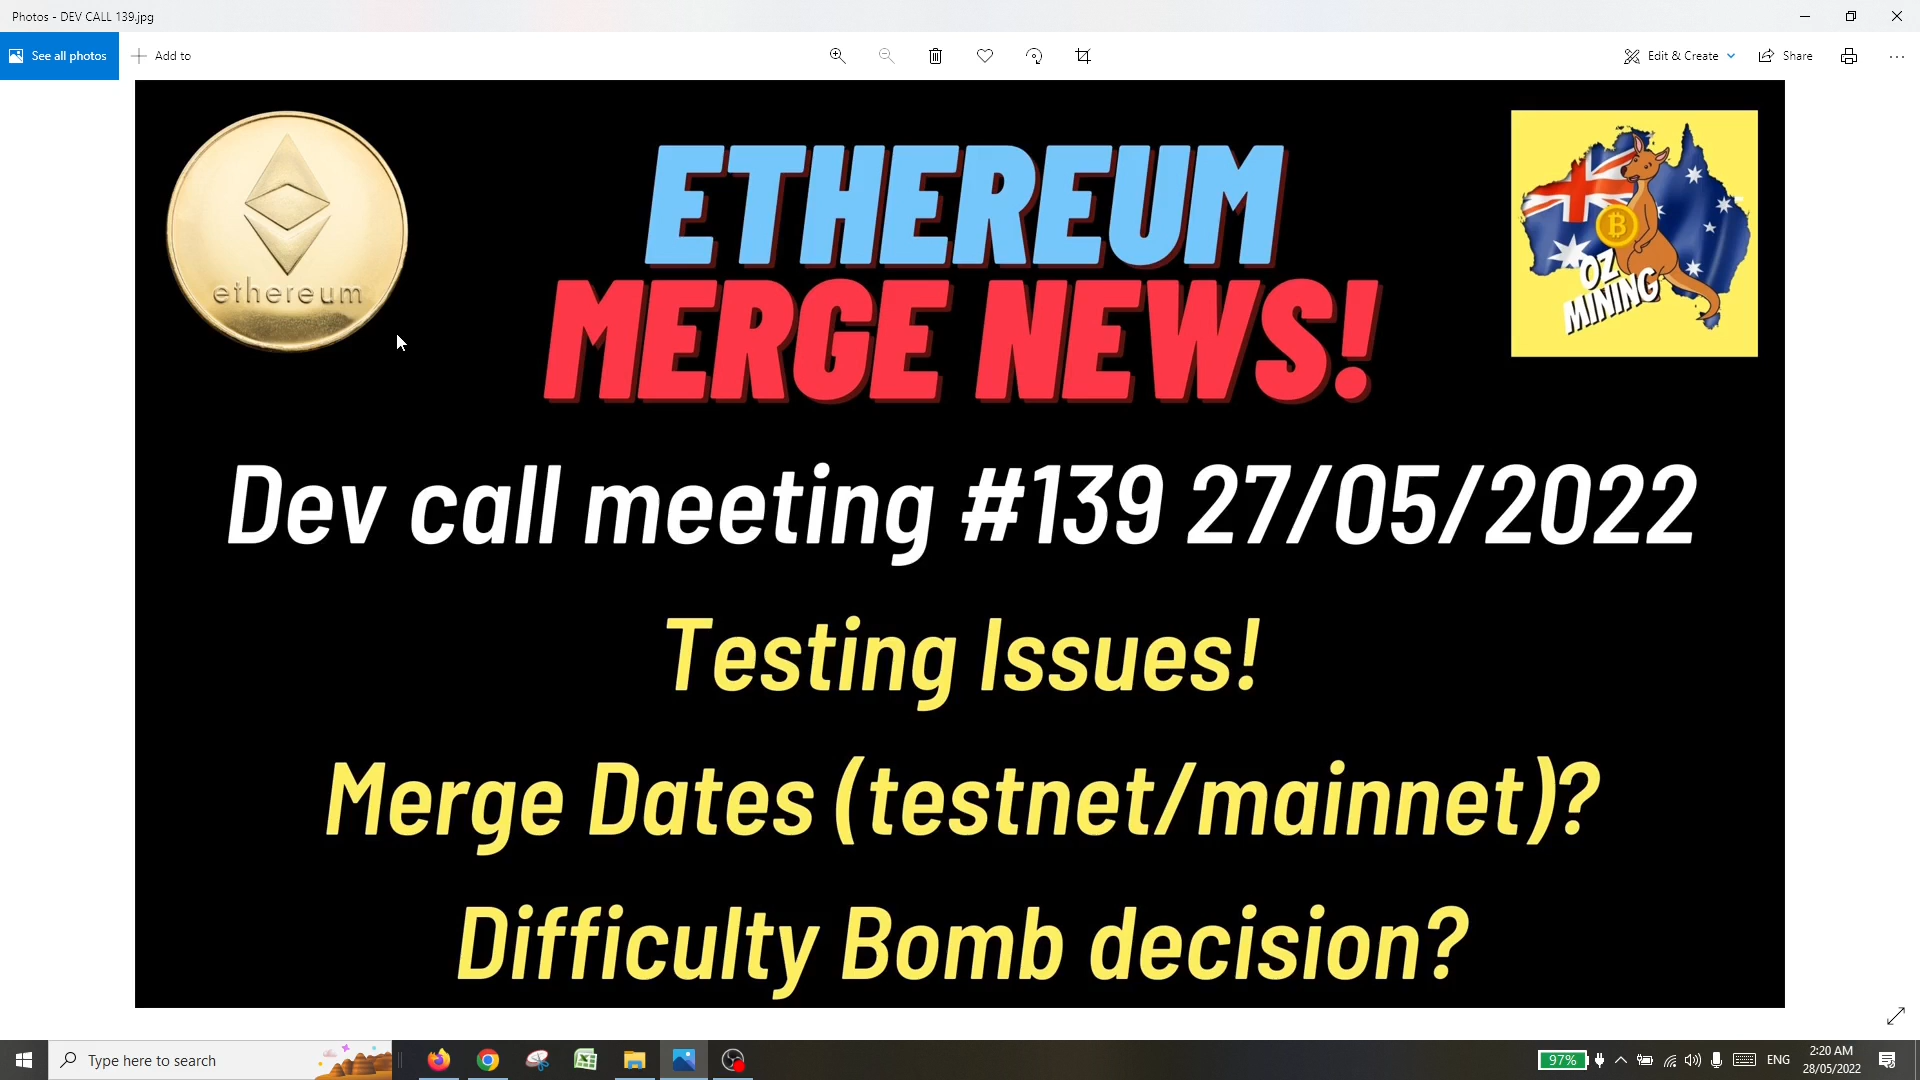 Photos - DEV CALL 139.jpg
See all photos
Add to
Edit & Create
Share
ethereum
ETHEREUM
MERGE NEWS!
OZ
MINING
Dev call meeting #139 27/05/2022
Testing Issues!
Merge Dates (testnet/mainnet)?
Difficulty Bomb decision?
Type here to search
97%
ENG
2:20 AM
28/05/2022